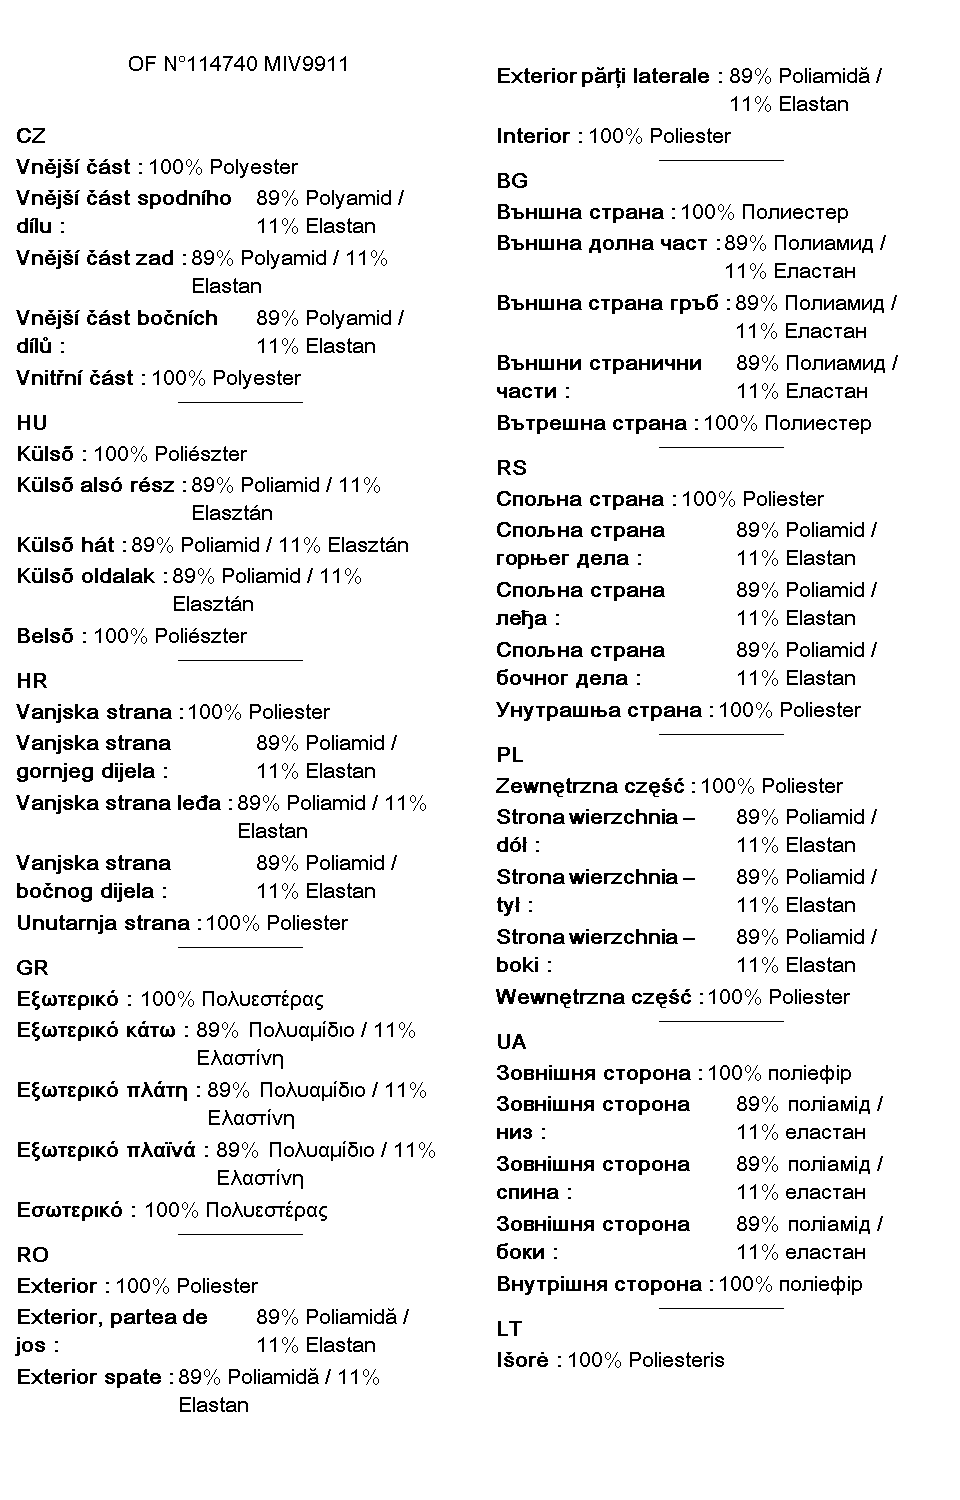 OF N°114740 MIV9911
CZ
Vnější část : 100% Polyester
Vnější část spodního 89% Polyamid /
dílu : 11% Elastan
Vnější část zad : 89% Polyamid / 11%
Elastan
Vnější část bočních 89% Polyamid /
dílů : 11% Elastan
Vnitřní část : 100% Polyester
HU
Külső : 100% Poliészter
Külső alsó rész : 89% Poliamid / 11%
Elasztán
Külső hát : 89% Poliamid / 11% Elasztán
Külső oldalak : 89% Poliamid / 11%
Elasztán
Belső : 100% Poliészter
HR
Vanjska strana : 100% Poliester
Vanjska strana 89% Poliamid /
gornjeg dijela : 11% Elastan
Vanjska strana leđa : 89% Poliamid / 11%
Elastan
Vanjska strana 89% Poliamid /
bočnog dijela : 11% Elastan
Unutarnja strana : 100% Poliester
GR
Εξωτερικό : 100% Πολυεστέρας
Εξωτερικό κάτω : 89% Πολυαμίδιο / 11%
Ελαστίνη
Εξωτερικό πλάτη : 89% Πολυαμίδιο / 11%
Ελαστίνη
Εξωτερικό πλαϊνά : 89% Πολυαμίδιο / 11%
Ελαστίνη
Εσωτερικό : 100% Πολυεστέρας
RO
Exterior : 100% Poliester
Exterior, partea de 89% Poliamidă /
jos : 11% Elastan
Exterior spate : 89% Poliamidă / 11%
Elastan
Exterior părți laterale : 89% Poliamidă /
11% Elastan
Interior : 100% Poliester
BG
Външна страна : 100% Полиестер
Външна долна част : 89% Полиамид /
11% Еластан
Външна страна гръб : 89% Полиамид /
11% Еластан
Външни странични 89% Полиамид /
части : 11% Еластан
Вътрешна страна : 100% Полиестер
RS
Спољна страна : 100% Poliester
Спољна страна 89% Poliamid /
горњег дела : 11% Elastan
Спољна страна 89% Poliamid /
леђа : 11% Elastan
Спољна страна 89% Poliamid /
бочног дела : 11% Elastan
Унутрашња страна : 100% Poliester
PL
Zewnętrzna część : 100% Poliester
Strona wierzchnia – 89% Poliamid /
dół : 11% Elastan
Strona wierzchnia – 89% Poliamid /
tył : 11% Elastan
Strona wierzchnia – 89% Poliamid /
boki : 11% Elastan
Wewnętrzna część : 100% Poliester
UA
Зовнішня сторона : 100% поліефір
Зовнішня сторона 89% поліамід /
низ : 11% еластан
Зовнішня сторона 89% поліамід /
спина : 11% еластан
Зовнішня сторона 89% поліамід /
боки : 11% еластан
Внутрішня сторона : 100% поліефір
LT
Išorė : 100% Poliesteris